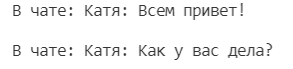 В чате: Катя: Всем привет!
В чате: Катя: Как у вас дела?